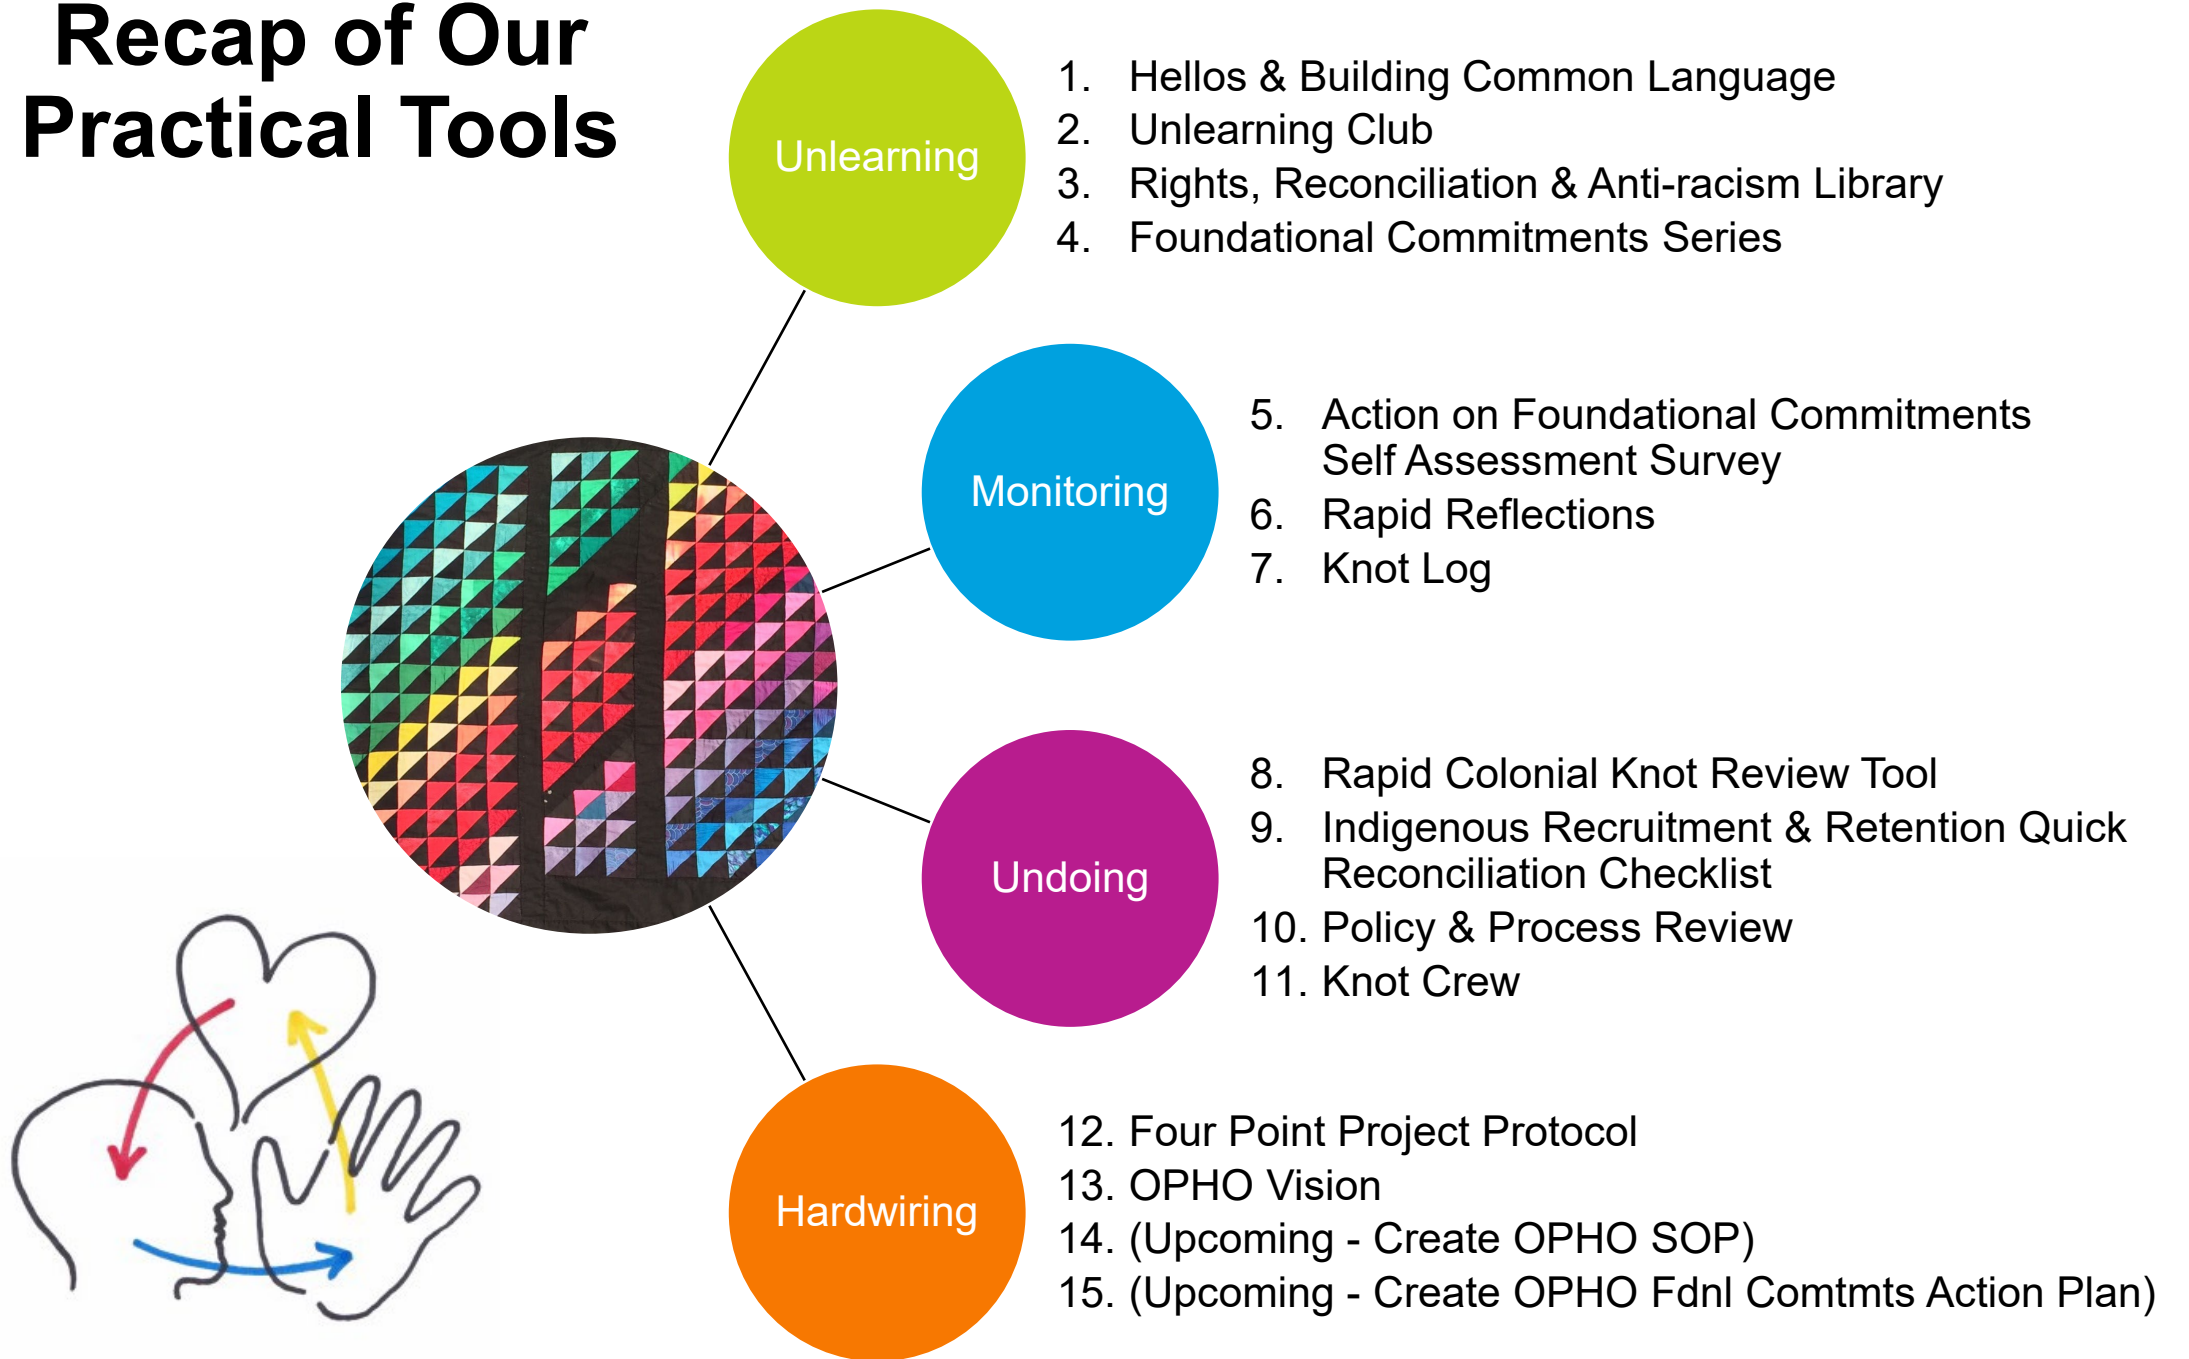 Recap of Our
Practical Tools
Unlearning
1. Hellos & Building Common Language
2. Unlearning Club
3. Rights, Reconciliation & Anti-racism Library
4. Foundational Commitments Series
Monitoring
5. Action on Foundational Commitments
Self Assessment Survey
6. Rapid Reflections
7. Knot Log
Undoing
8. Rapid Colonial Knot Review Tool
9. Indigenous Recruitment & Retention Quick
Reconciliation Checklist
10. Policy & Process Review
11. Knot Crew
Hardwiring
12. Four Point Project Protocol
13. OPHO Vision
14. (Upcoming - Create OPHO SOP)
15. (Upcoming - Create OPHO Fdnl Comtmts Action Plan)